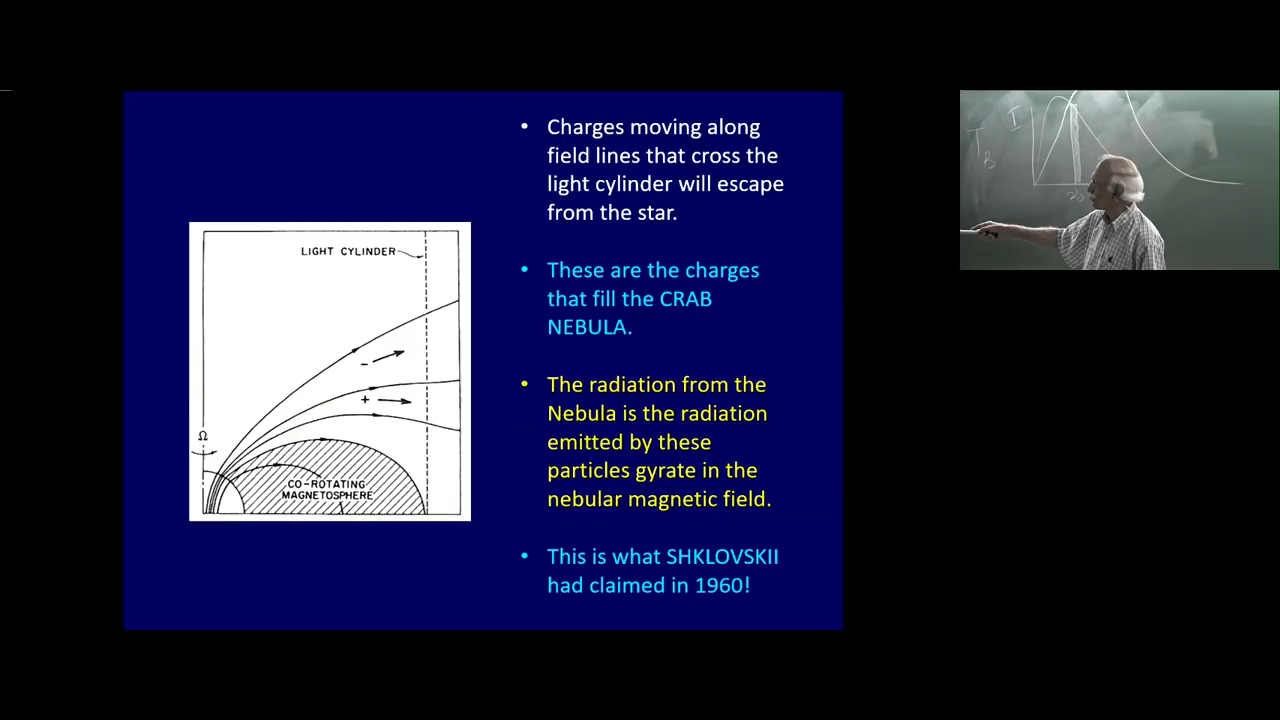 LIGHT CYLINDER
-
+
Ω
CO-ROTATING
MAGNETOSPHERE
• Charges moving along
field lines that cross the
light cylinder will escape
from the star.
• These are the charges
that fill the CRAB
NEBULA.
• The radiation from the
Nebula is the radiation
emitted by these
particles gyrate in the
nebular magnetic field.
• This is what SHKLOVSKII
had claimed in 1960!
I
T
B